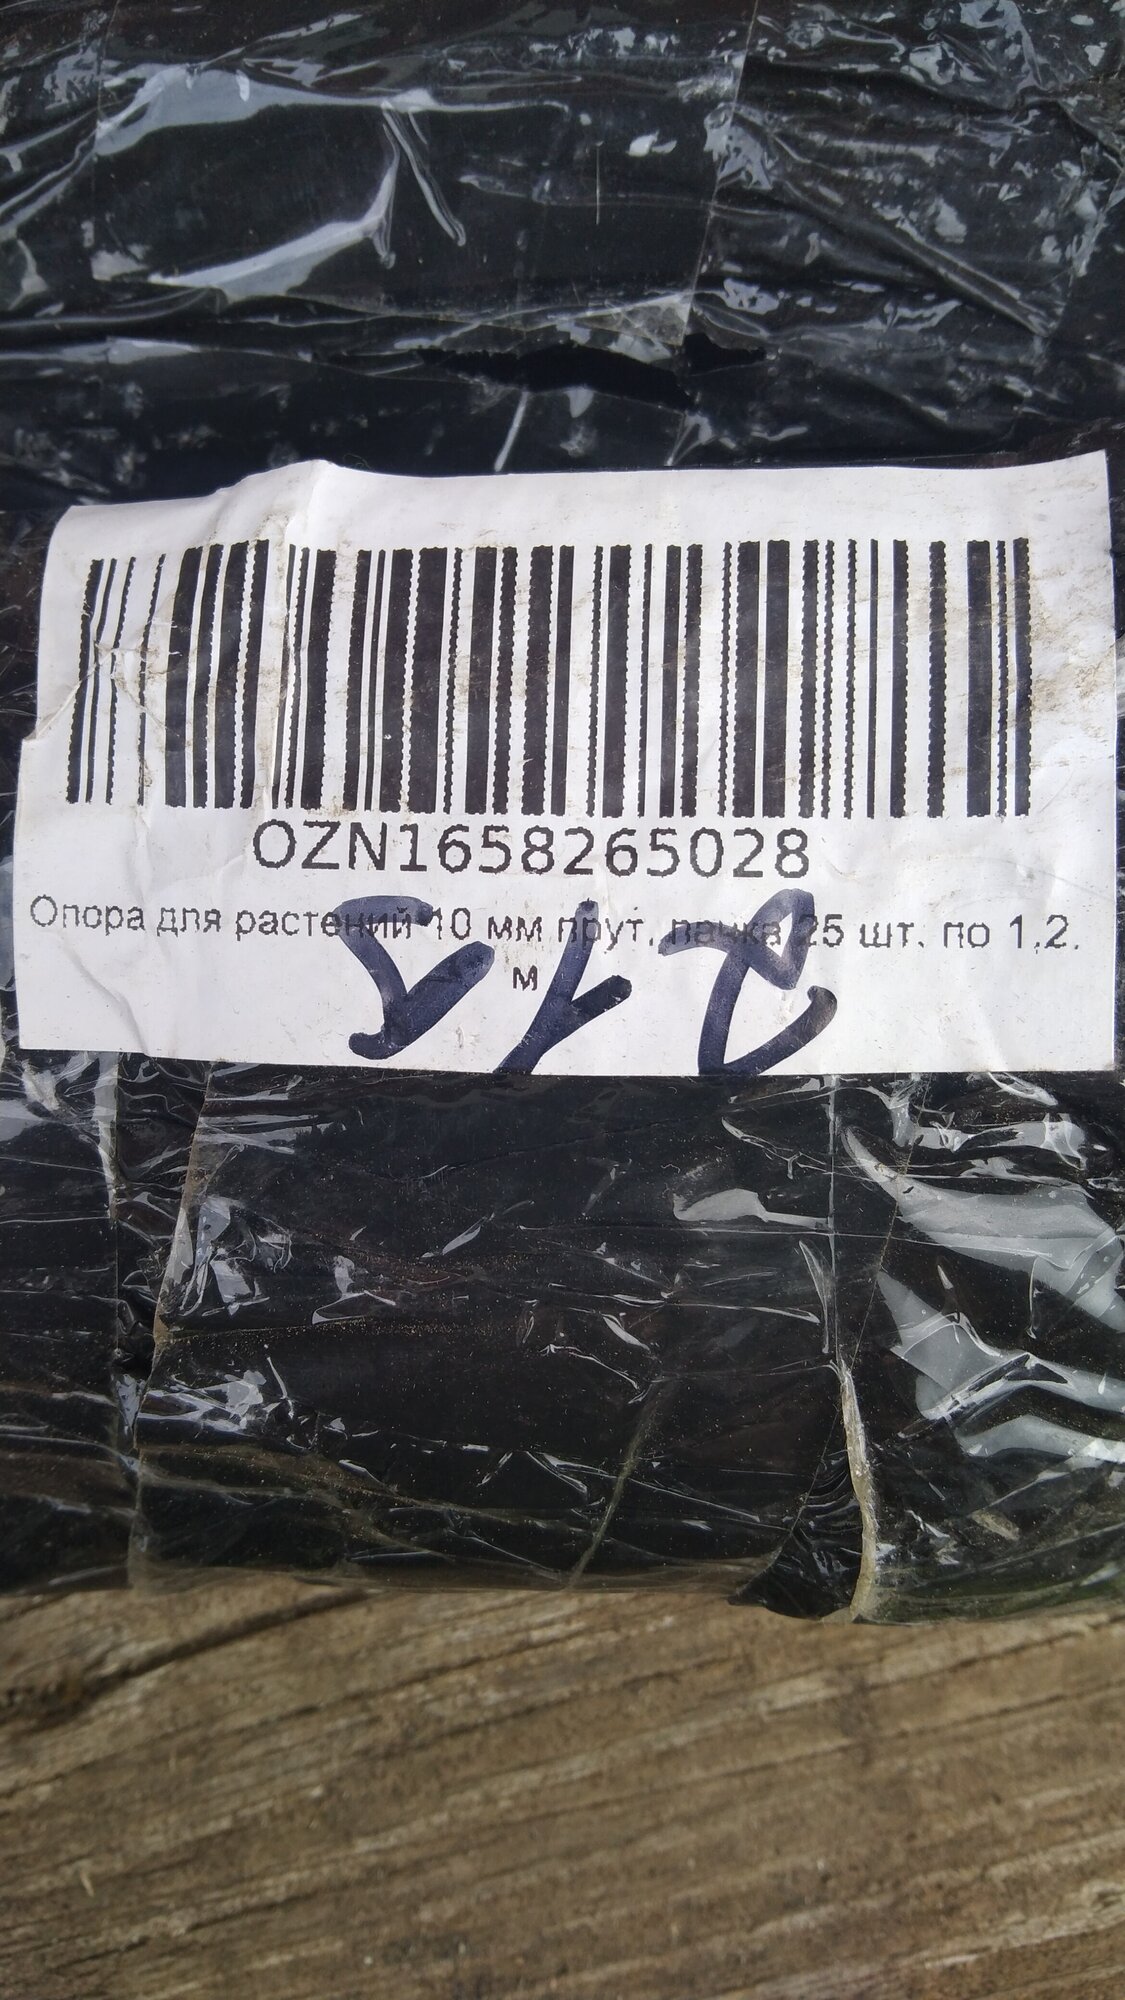 OZN1658265028
Опора для растений 10 мм прут, пачка 25 шт. по 1,2.
м